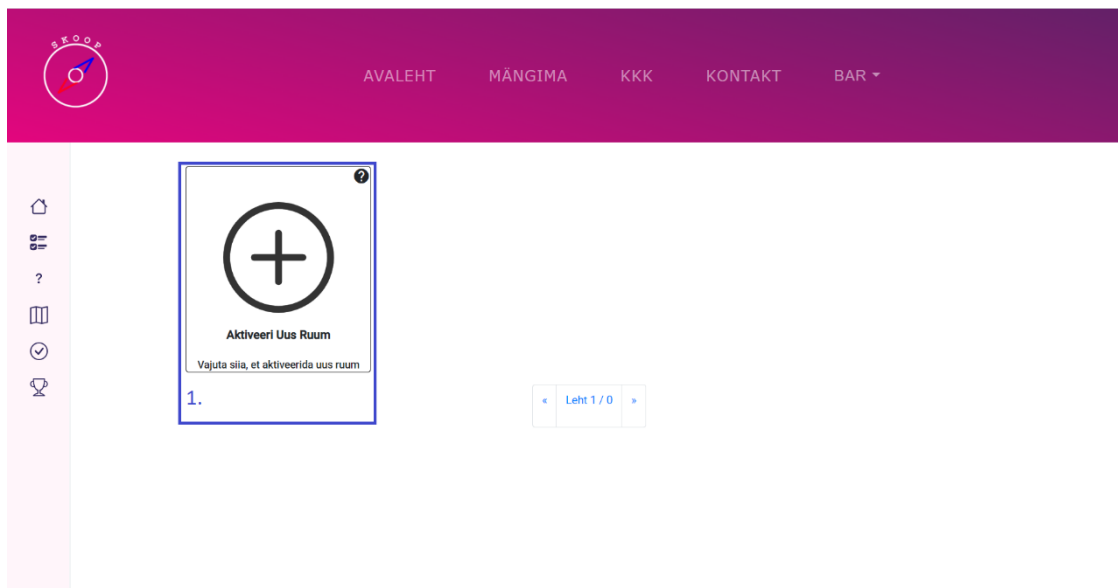 SKOOP
AVALEHT MÄNGIMA KKK KONTAKT BAR
?
?
Aktiveeri Uus Ruum
Vajuta siia, et aktiveerida uus ruum
1.
« Leht 1 / 0 »